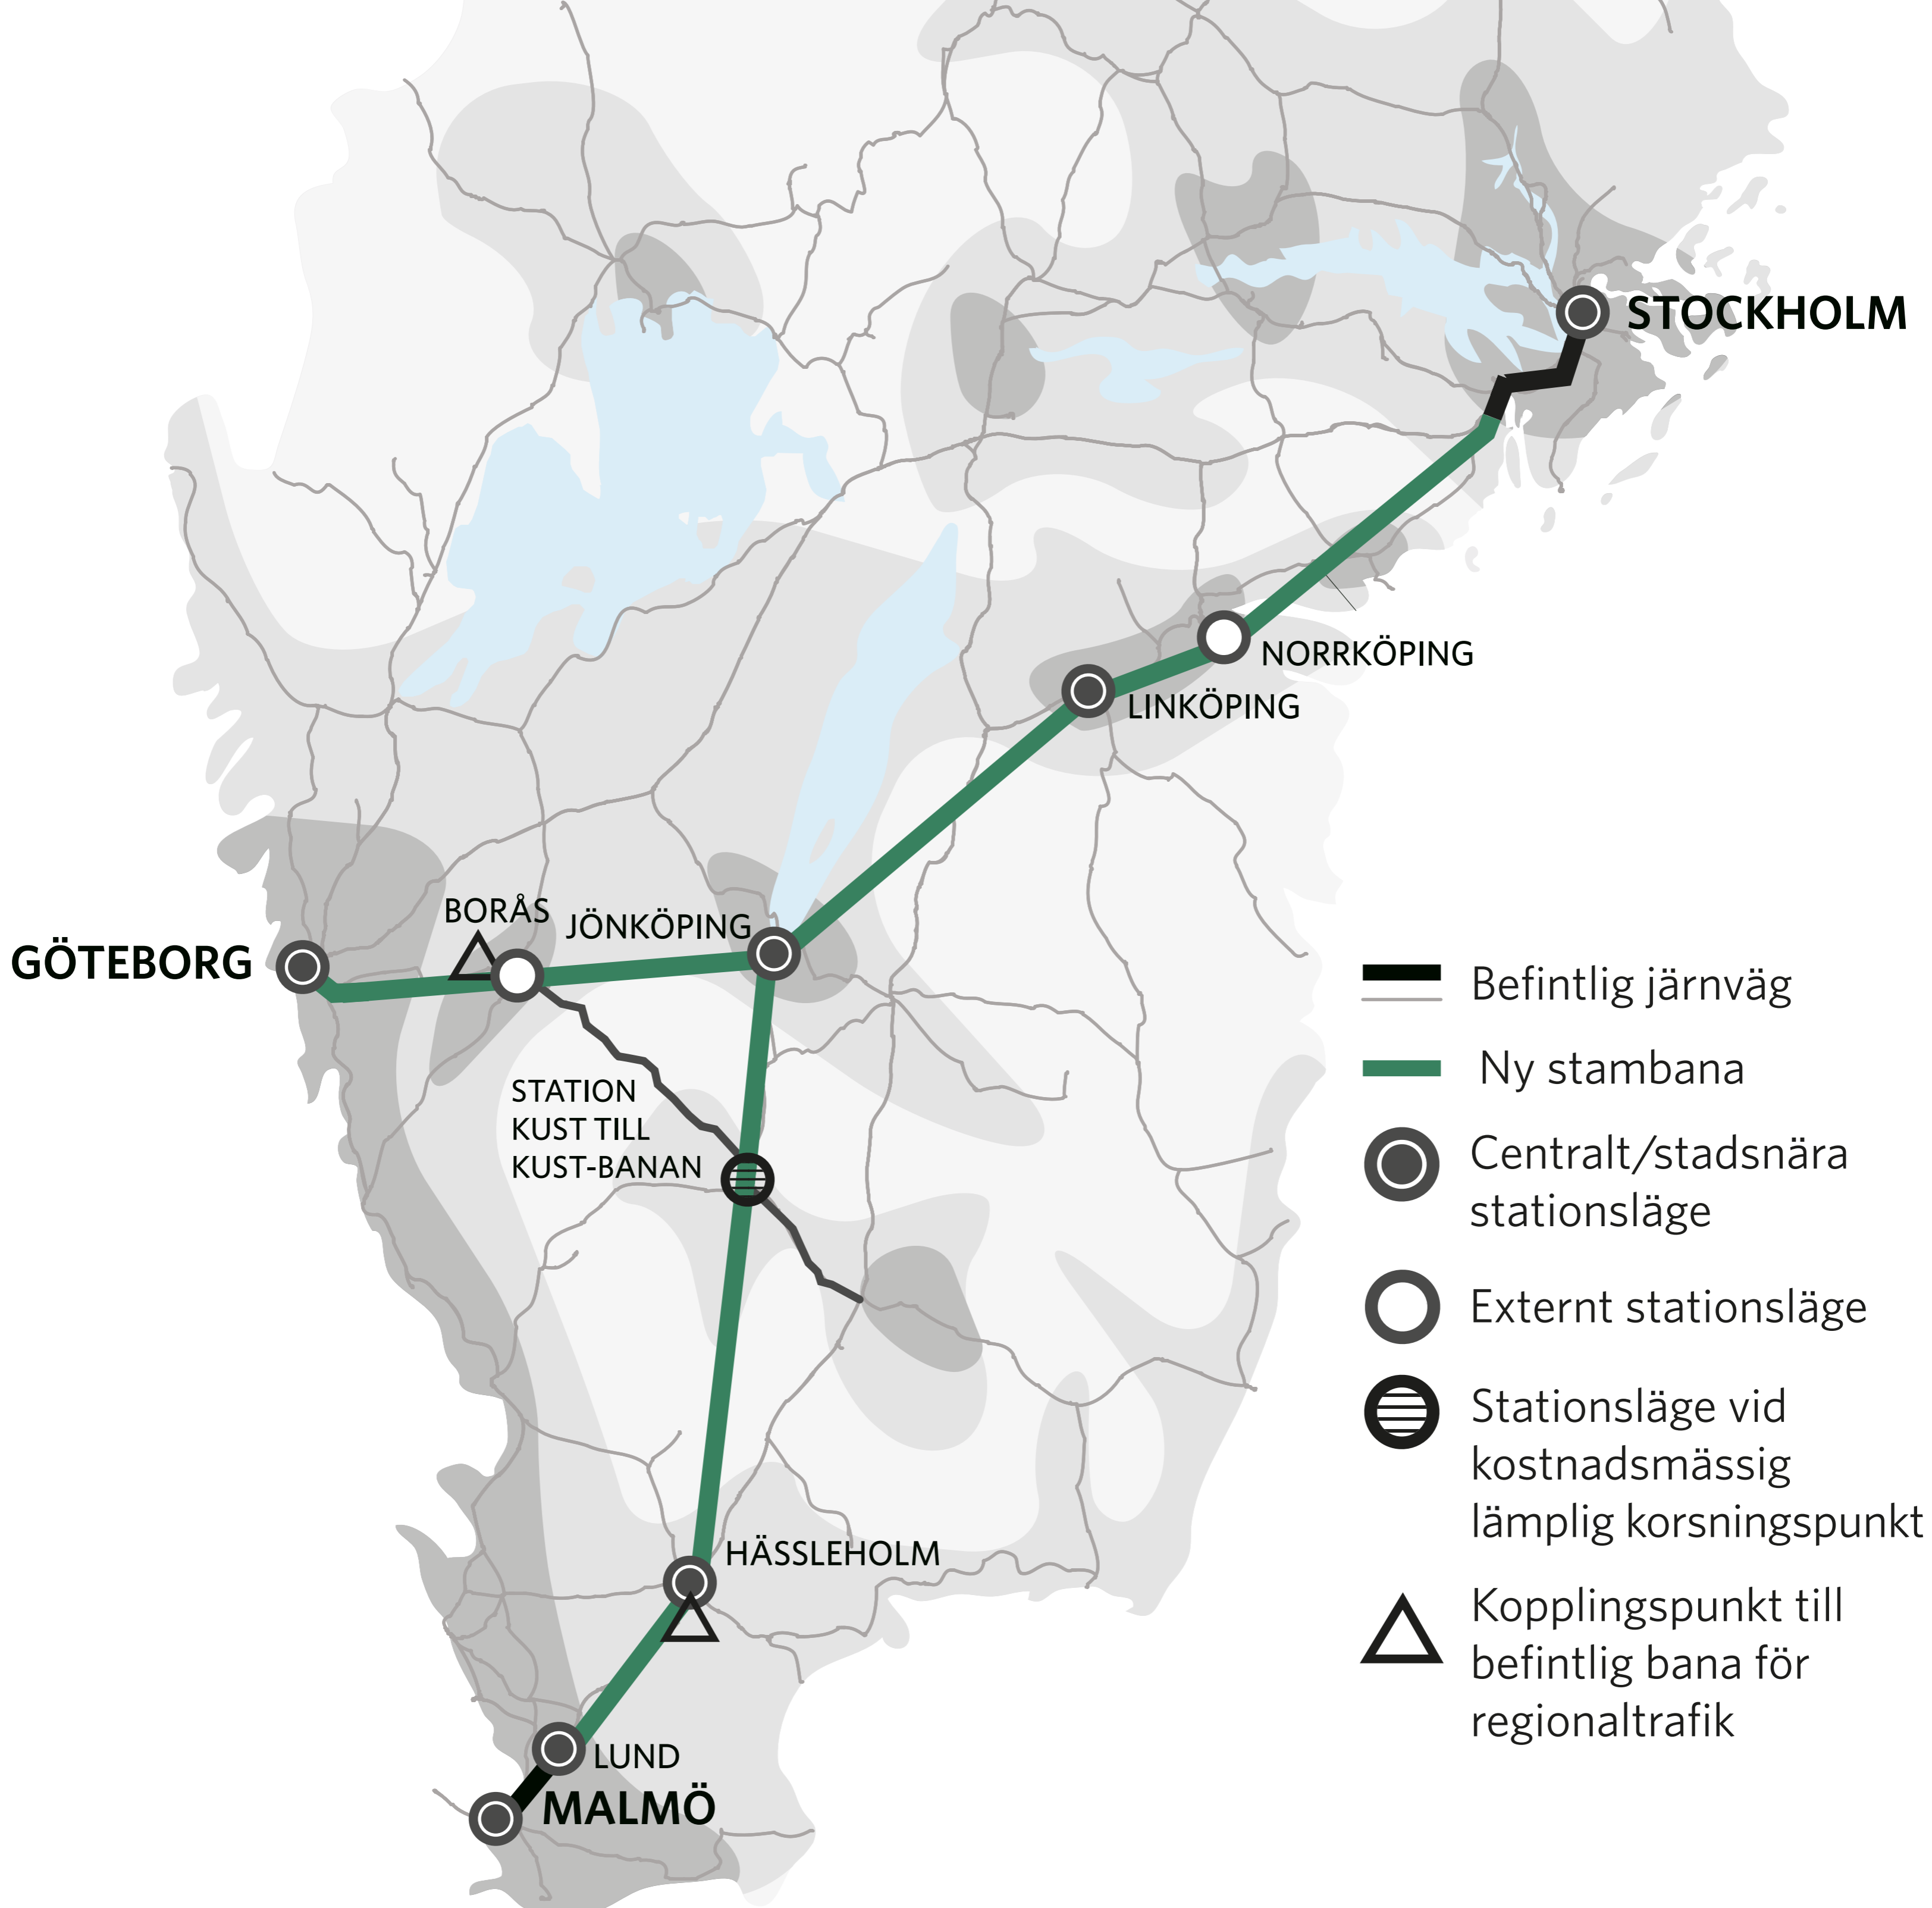 STOCKHOLM
NORRKÖPING
LINKÖPING
BORÅS
JÖNKÖPING
GÖTEBORG
STATION
KUST TILL
KUST-BANAN
HÄSSLEHOLM
LUND
MALMÖ
Befintlig järnväg
Ny stambana
Centralt/stadsnära
stationsläge
Externt stationsläge
Stationsläge vid
kostnadsmässig
lämplig korsningspunkt
Kopplingspunkt till
befintlig bana för
regionaltrafik